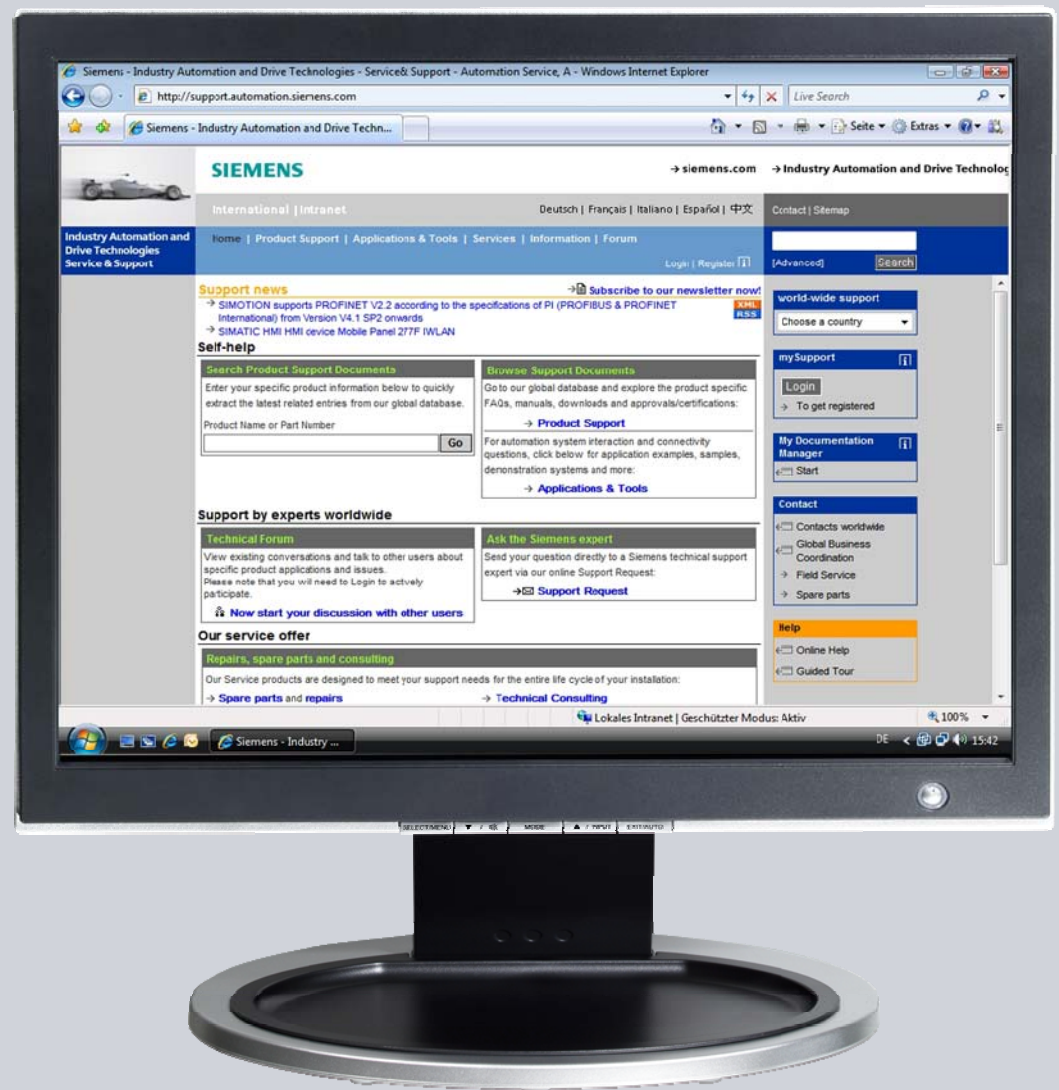 Siemens - Industry Automation and Drive Technologies - Service& Support - Automation Service, A - Windows Internet Explorer
http://support.automation.siemens.com
Live Search
Siemens - Industry Automation and Drive Techn...
Seite
Extras
SIEMENS
→ siemens.com
→ Industry Automation and Drive Technolog
International | Intranet
Deutsch | Français | Italiano | Español | 中文
Contact | Sitemap
Industry Automation and
Drive Technologies
Service & Support
Home | Product Support | Applications & Tools | Services | Information | Forum
Login | Register
[Advanced]
Search
Support news
→ Subscribe to our newsletter now!
→ SIMOTION supports PROFINET V2.2 according to the specifications of PI (PROFIBUS & PROFINET
International) from Version V4.1 SP2 onwards
XML
RSS
→ SIMATIC HMI HMI device Mobile Panel 277F IWLAN
Self-help
Search Product Support Documents
Enter your specific product information below to quickly
extract the latest related entries from our global database.
Product Name or Part Number
Go
Browse Support Documents
Go to our global database and explore the product specific
FAQs, manuals, downloads and approvals/certifications:
→ Product Support
For automation system interaction and connectivity
questions, click below for application examples, samples,
demonstration systems and more:
→ Applications & Tools
Support by experts worldwide
Technical Forum
View existing conversations and talk to other users about
specific product applications and issues.
Please note that you will need to Login to actively
participate.
Now start your discussion with other users
Ask the Siemens expert
Send your question directly to a Siemens technical support
expert via our online Support Request:
→ Support Request
Our service offer
Repairs, spare parts and consulting
Our Service products are designed to meet your support needs for the entire life cycle of your installation:
→ Spare parts and repairs
→ Technical Consulting
world-wide support
Choose a country
mySupport
Login
→ To get registered
My Documentation
Manager
Start
Contact
Contacts worldwide
Global Business
Coordination
→ Field Service
→ Spare parts
Help
Online Help
Guided Tour
Lokales Intranet | Geschützter Modus: Aktiv
100%
Siemens - Industry ...
DE
15:42
SELECT/MENU
MODE
▲ / INPUT
EXIT/AUTO